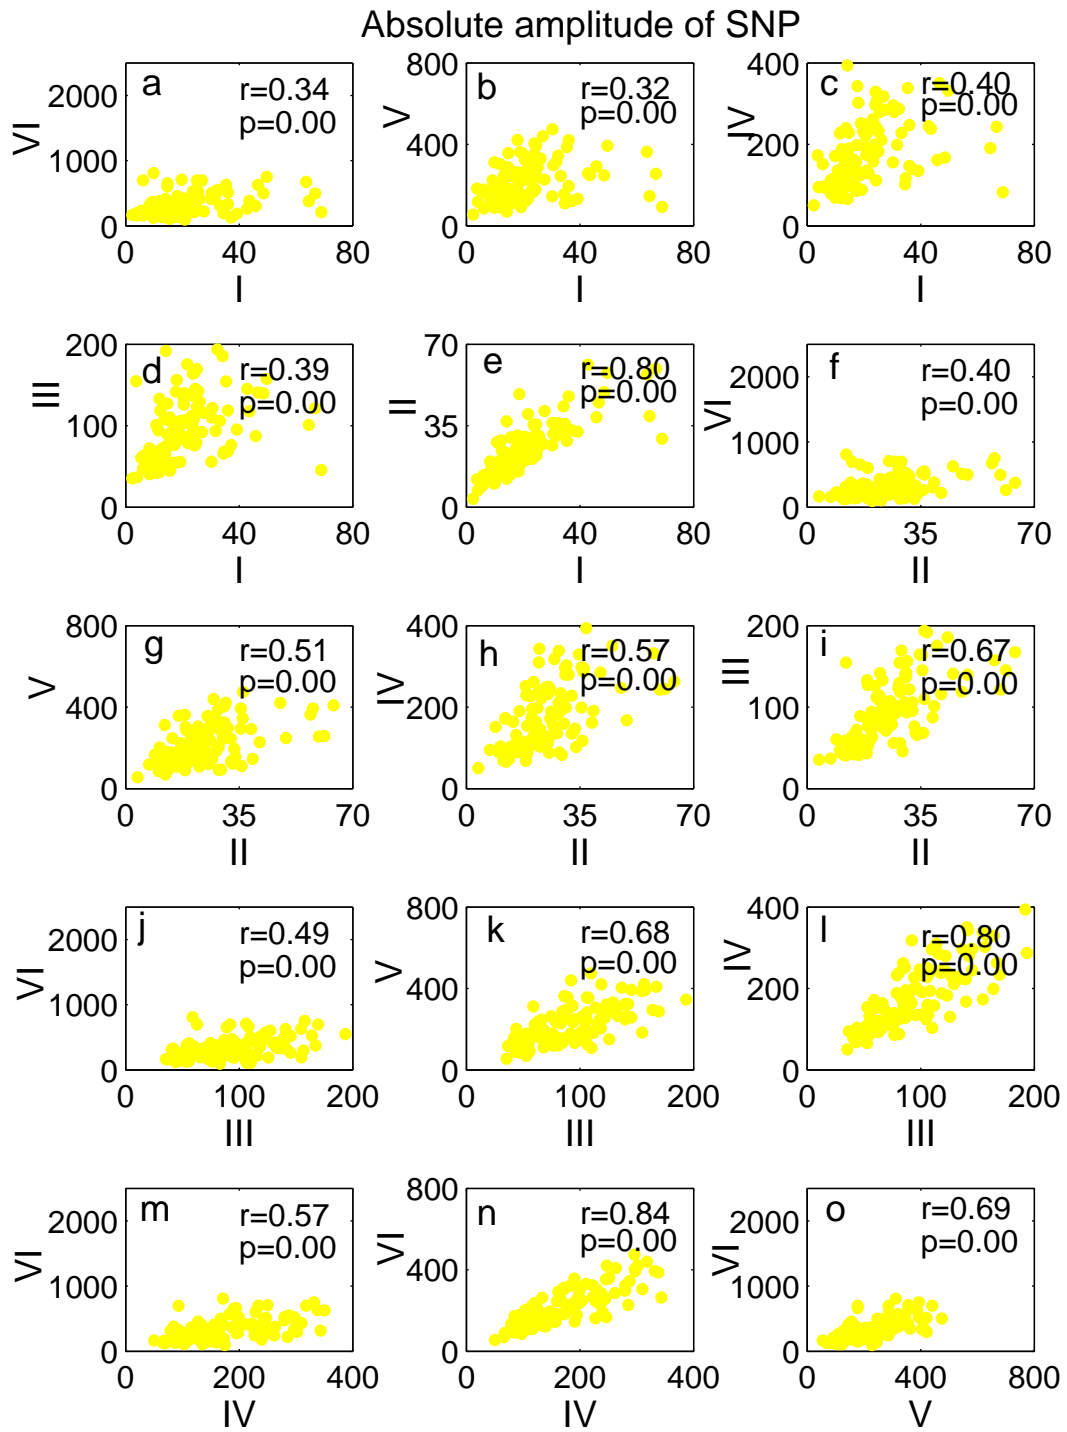 Absolute amplitude of SNP
a
r=0.34
p=0.00
VI
2000
1000
0
0 40 80
I
b
r=0.32
p=0.00
V
800
400
0
0 40 80
I
c
r=0.40
p=0.00
IV
400
200
0
0 40 80
I
d
r=0.39
p=0.00
III
200
100
0
0 40 80
I
e
r=0.80
p=0.00
II
70
35
0
0 40 80
I
f
r=0.40
p=0.00
VI
2000
1000
0
0 35 70
II
g
r=0.51
p=0.00
V
800
400
0
0 35 70
II
h
r=0.57
p=0.00
IV
400
200
0
0 35 70
II
i
r=0.67
p=0.00
III
200
100
0
0 35 70
II
j
r=0.49
p=0.00
VI
2000
1000
0
0 100 200
III
k
r=0.68
p=0.00
V
800
400
0
0 100 200
III
l
r=0.80
p=0.00
IV
400
200
0
0 100 200
III
m
r=0.57
p=0.00
VI
2000
1000
0
0 200 400
IV
n
r=0.84
p=0.00
VI
800
400
0
0 200 400
IV
o
r=0.69
p=0.00
VI
2000
1000
0
0 400 800
V